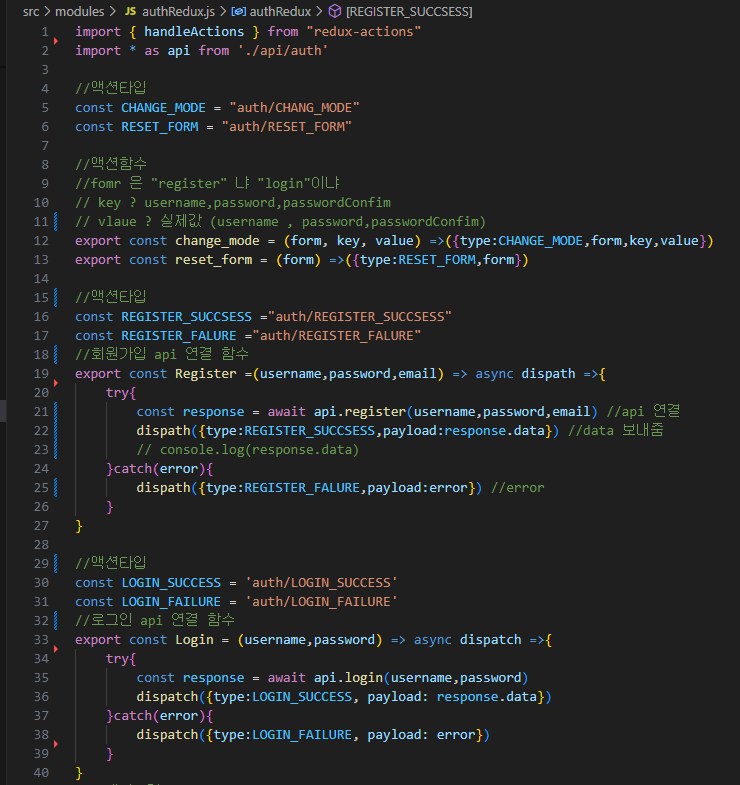 src > modules > JS authRedux.js > authRedux > [REGISTER_SUCCSESS]
1 import { handleActions } from "redux-actions"
2 import * as api from './api/auth'
3
4 //액션타입
5 const CHANGE_MODE = "auth/CHANG_MODE"
6 const RESET_FORM = "auth/RESET_FORM"
7
8 //액션함수
9 //fomr 은 "register" 냐 "login"이냐
10 // key ? username,password,passwordConfim
11 // vlaue ? 실제값 (username , password,passwordConfim)
12 export const change_mode = (form, key, value) =>({type:CHANGE_MODE,form,key,value})
13 export const reset_form = (form) =>({type:RESET_FORM,form})
14
15 //액션타입
16 const REGISTER_SUCCSESS ="auth/REGISTER_SUCCSESS"
17 const REGISTER_FALURE ="auth/REGISTER_FALURE"
18 //회원가입 api 연결 함수
19 export const Register =(username,password,email) => async dispath =>{
20 try{
21 const response = await api.register(username,password,email) //api 연결
22 dispath({type:REGISTER_SUCCSESS,payload:response.data}) //data 보내줌
23 // console.log(response.data)
24 }catch(error){
25 dispath({type:REGISTER_FALURE,payload:error}) //error
26 }
27 }
28
29 //액션타입
30 const LOGIN_SUCCESS = 'auth/LOGIN_SUCCESS'
31 const LOGIN_FAILURE = 'auth/LOGIN_FAILURE'
32 //로그인 api 연결 함수
33 export const Login = (username,password) => async dispatch =>{
34 try{
35 const response = await api.login(username,password)
36 dispatch({type:LOGIN_SUCCESS, payload: response.data})
37 }catch(error){
38 dispatch({type:LOGIN_FAILURE, payload: error})
39 }
40 }